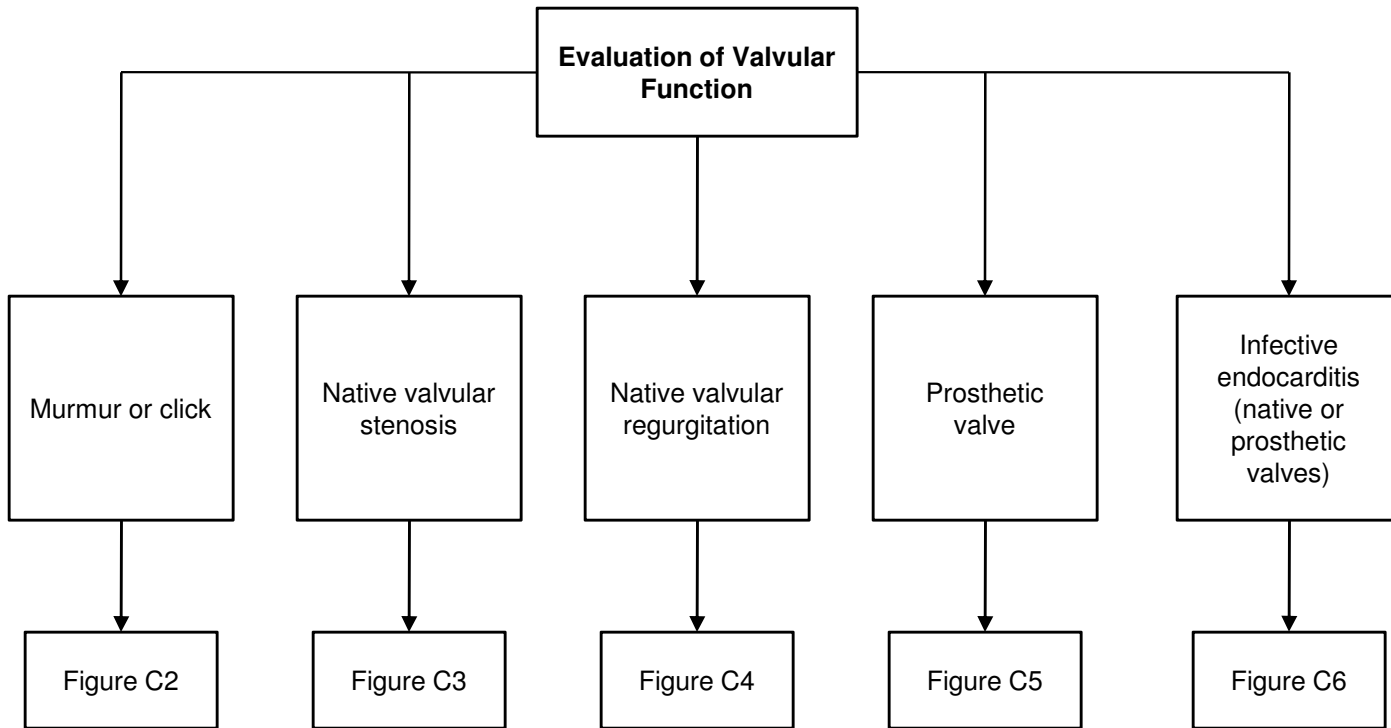 Evaluation of Valvular
Function
Murmur or click
Native valvular
stenosis
Native valvular
regurgitation
Prosthetic
valve
Infective
endocarditis
(native or
prosthetic
valves)
Figure C2
Figure C3
Figure C4
Figure C5
Figure C6